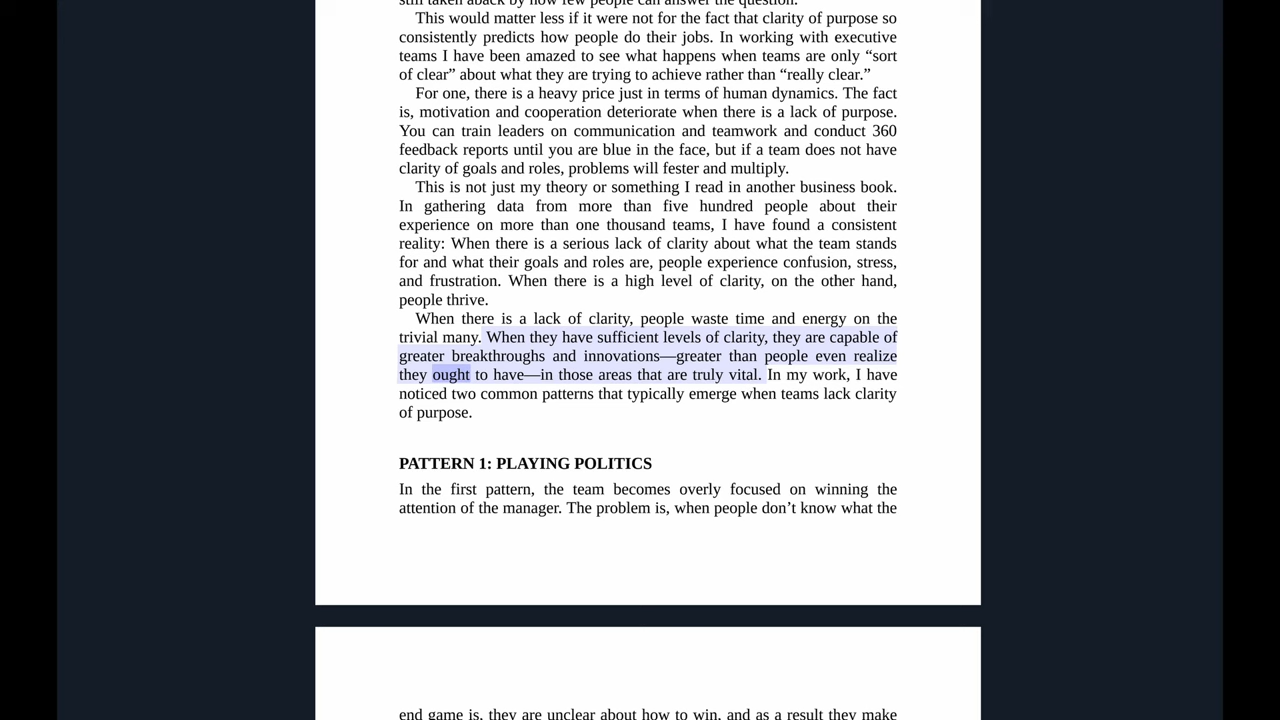 still taken aback by how few people can answer the question.
This would matter less if it were not for the fact that clarity of purpose so
consistently predicts how people do their jobs. In working with executive
teams I have been amazed to see what happens when teams are only “sort
of clear” about what they are trying to achieve rather than “really clear.”
For one, there is a heavy price just in terms of human dynamics. The fact
is, motivation and cooperation deteriorate when there is a lack of purpose.
You can train leaders on communication and teamwork and conduct 360
feedback reports until you are blue in the face, but if a team does not have
clarity of goals and roles, problems will fester and multiply.
This is not just my theory or something I read in another business book.
In gathering data from more than five hundred people about their
experience on more than one thousand teams, I have found a consistent
reality: When there is a serious lack of clarity about what the team stands
for and what their goals and roles are, people experience confusion, stress,
and frustration. When there is a high level of clarity, on the other hand,
people thrive.
When there is a lack of clarity, people waste time and energy on the
trivial many. When they have sufficient levels of clarity, they are capable of
greater breakthroughs and innovations—greater than people even realize
they ought to have—in those areas that are truly vital. In my work, I have
noticed two common patterns that typically emerge when teams lack clarity
of purpose.
PATTERN 1: PLAYING POLITICS
In the first pattern, the team becomes overly focused on winning the
attention of the manager. The problem is, when people don’t know what the
end game is, they are unclear about how to win, and as a result they make